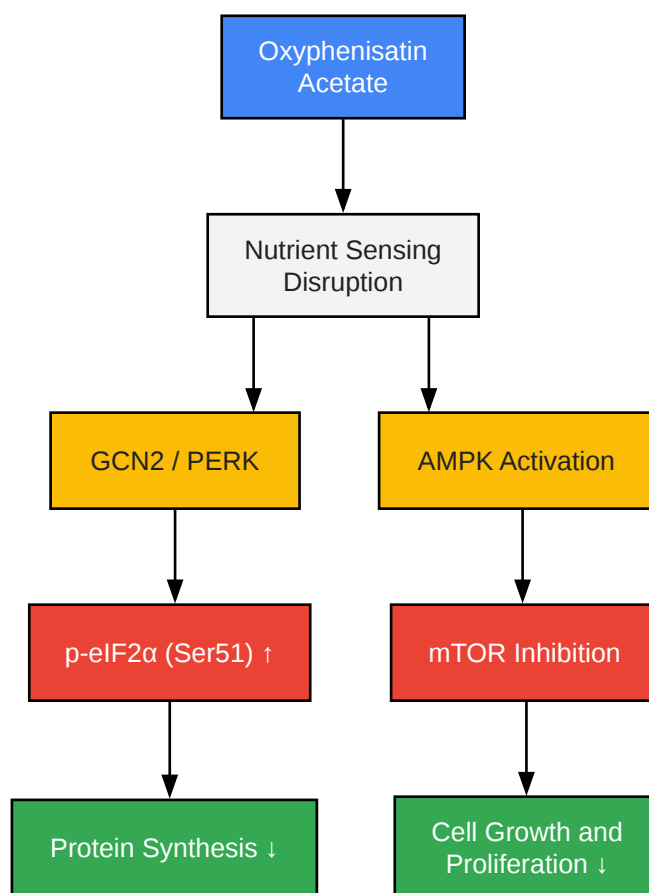 Oxyphenisatin
Acetate
Nutrient Sensing
Disruption
GCN2 / PERK
AMPK Activation
p-eIF2α (Ser51) ↑
mTOR Inhibition
Protein Synthesis ↓
Cell Growth and
Proliferation ↓